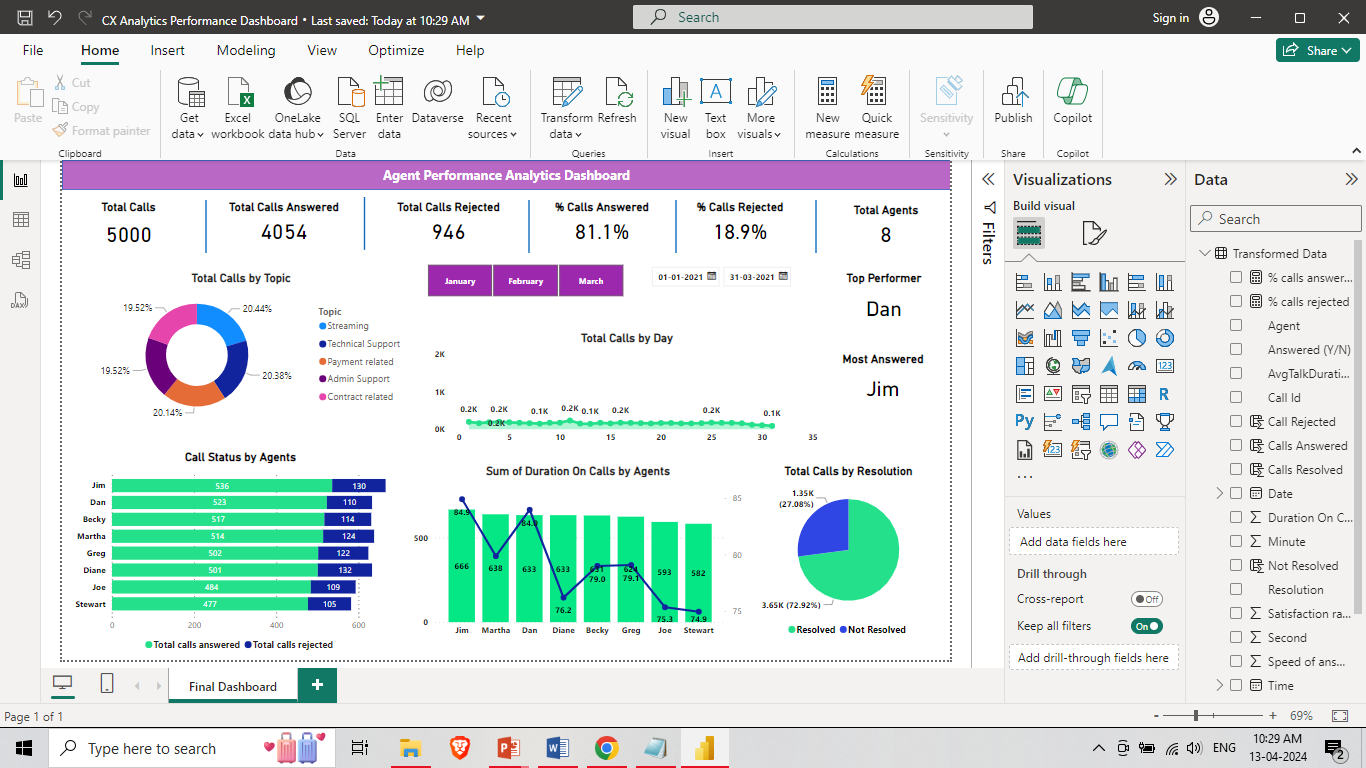 CX Analytics Performance Dashboard • Last saved: Today at 10:29 AM
Search
Sign in
File Home Insert Modeling View Optimize Help
Share
Paste
Cut
Copy
Format painter
Clipboard
Get data
Excel workbook
OneLake data hub
SQL Server
Enter data
Dataverse
Recent sources
Data
Transform data
Refresh
Queries
New visual
Text box
More visuals
Insert
New measure
Quick measure
Calculations
Sensitivity
Sensitivity
Publish
Share
Copilot
Copilot
Agent Performance Analytics Dashboard
Total Calls
5000
Total Calls Answered
4054
Total Calls Rejected
946
% Calls Answered
81.1%
% Calls Rejected
18.9%
Total Agents
8
Total Calls by Topic
19.52%
20.44%
19.52%
20.38%
20.14%
Topic
Streaming
Technical Support
Payment related
Admin Support
Contract related
January February March
01-01-2021 31-03-2021
Top Performer
Dan
Most Answered
Jim
Total Calls by Day
2K
1K
0K
0.2K 0.2K 0.2K 0.1K 0.2K 0.1K 0.2K 0.2K 0.1K
0 5 10 15 20 25 30 35
Call Status by Agents
Jim 536 130
Dan 523 110
Becky 517 114
Martha 514 124
Greg 502 122
Diane 501 132
Joe 484 109
Stewart 477 105
0 200 400 600
Total calls answered Total calls rejected
Sum of Duration On Calls by Agents
500
0
85
80
75
84.9 84.0 76.2 79.0 79.1 75.3 74.9
666 638 633 633 631 624 593 582
Jim Martha Dan Diane Becky Greg Joe Stewart
Total Calls by Resolution
1.35K
(27.08%)
3.65K (72.92%)
Resolved Not Resolved
Filters
Visualizations
Build visual
R
Py
123
123
...
Values
Add data fields here
Drill through
Cross-report Off
Keep all filters On
Add drill-through fields here
Data
Search
Transformed Data
% calls answer...
% calls rejected
Agent
Answered (Y/N)
AvgTalkDurati...
Call Id
Call Rejected
Calls Answered
Calls Resolved
Date
Duration On C...
Minute
Not Resolved
Resolution
Satisfaction ra...
Second
Speed of ans...
Time
Final Dashboard
+
Page 1 of 1
- + 69%
Type here to search
ENG
10:29 AM
13-04-2024
2